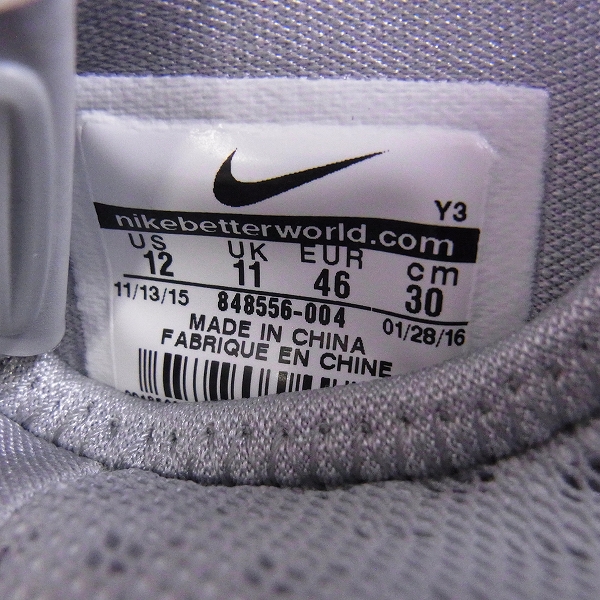 Y3
nikebetterworld.com
US UK EUR cm
12 11 46 30
11/13/15 848556-004 01/28/16
MADE IN CHINA
FABRIQUE EN CHINE